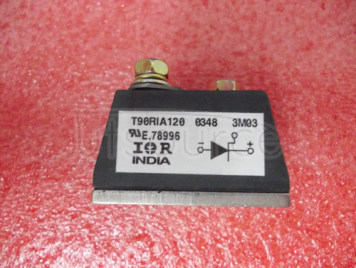 T90RIA120 0348 3M03
E.78996
IOR
INDIA
- +